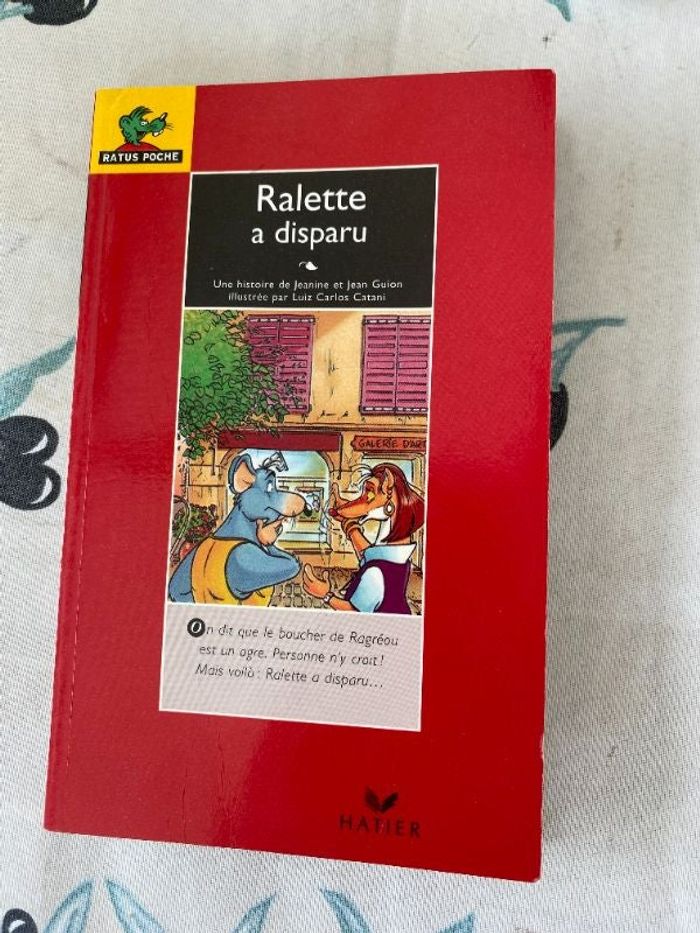 RATUS POCHE
Ralette
a disparu
Une histoire de Jeanine et Jean Guion
illustrée par Luiz Carlos Catani
GALERIE D'ART
On dit que le boucher de Ragréou
est un ogre. Personne n'y croit !
Mais voilà : Ralette a disparu...
HATIER